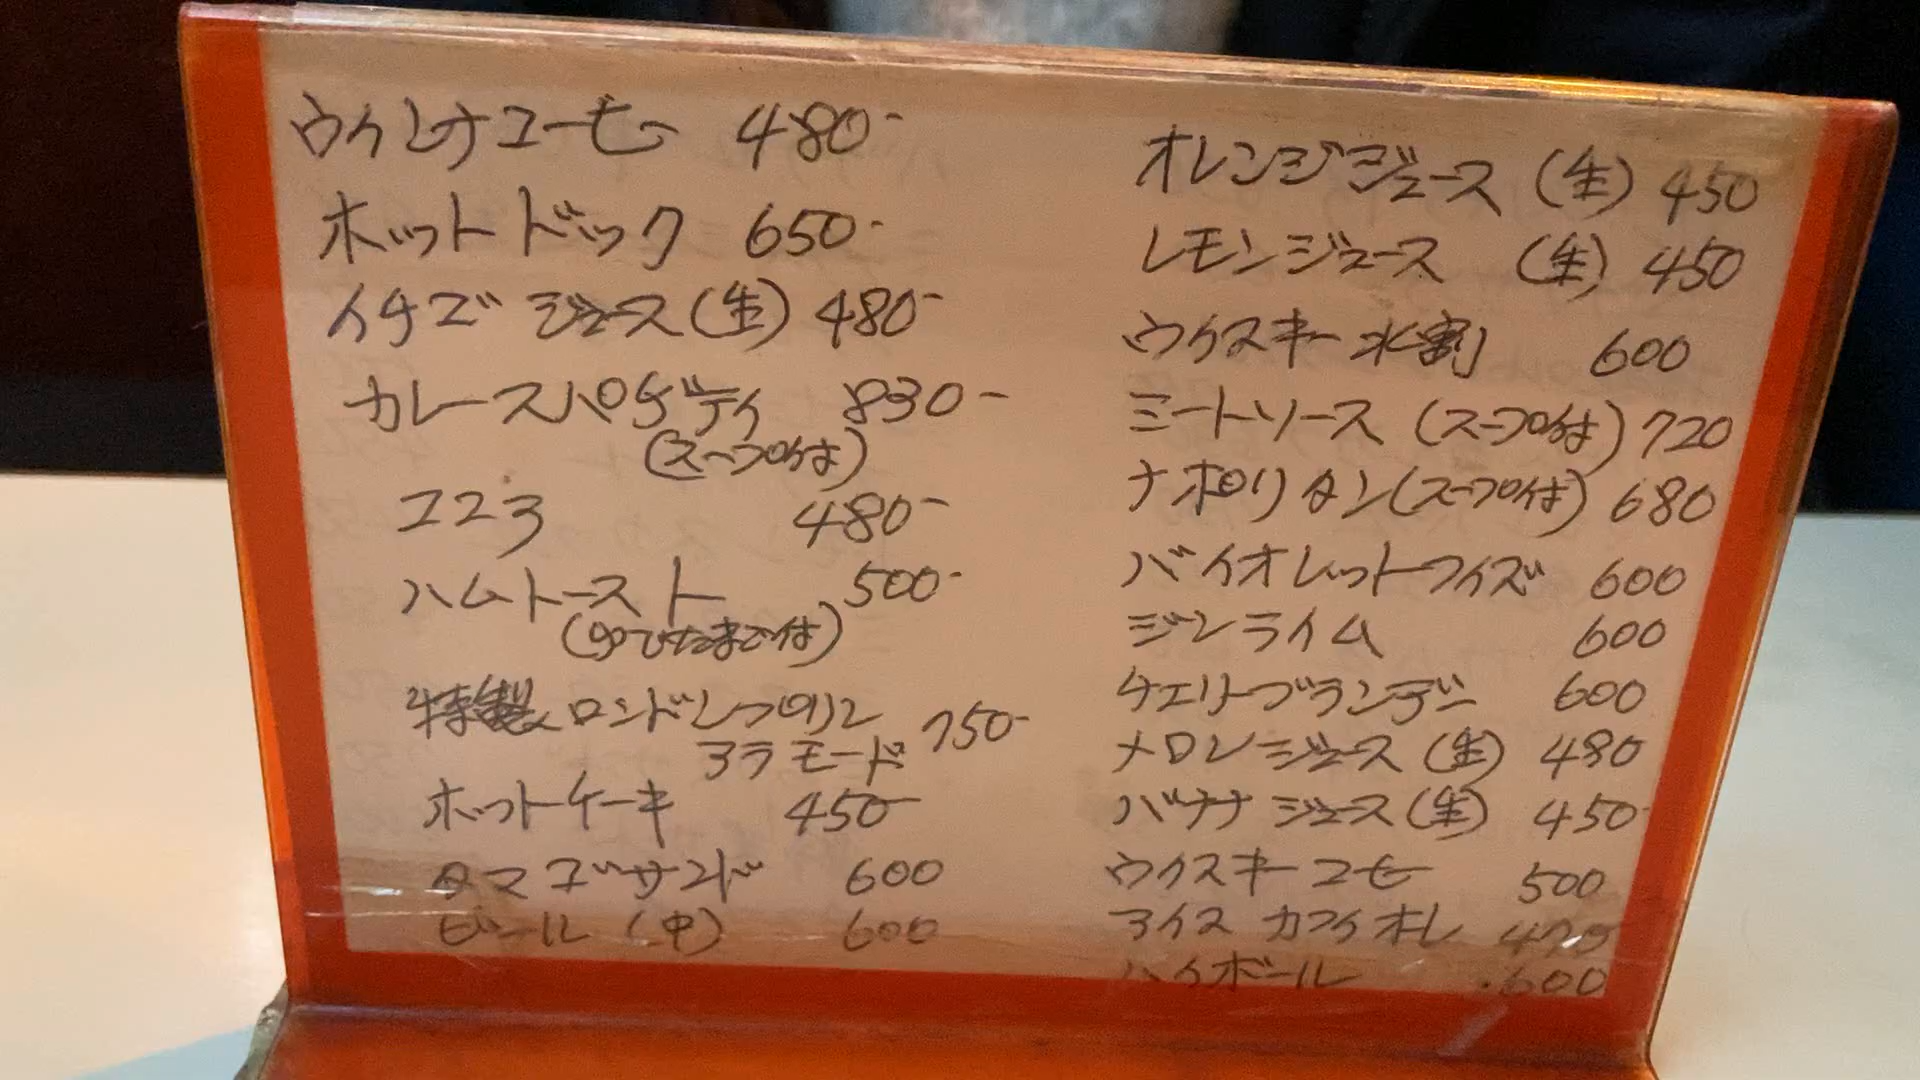 ウインナコーヒー 480-
ホットドック 650-
イチゴジュース(生) 480-
カレースパゲティ 830-
(スープ付)
ココア 480-
ハムトースト 500-
(ゆでたまご付)
特製ロンドレプリン
アラモード 750-
ホットケーキ 450-
タマゴサンド 600
ビール(中) 600
オレンジジュース(生) 450
レモンジュース (生) 450
ウイスキー水割 600
ミートソース(スープ付) 720
ナポリタン(スープ付) 680
バイオレットフイズ 600
ジンライム 600
チェリーブランデー 600
メロンジュース(生) 480
バナナジュース(生) 450-
ウイスキーコーヒー 500
アイスカフイオレ
ハイボール 600